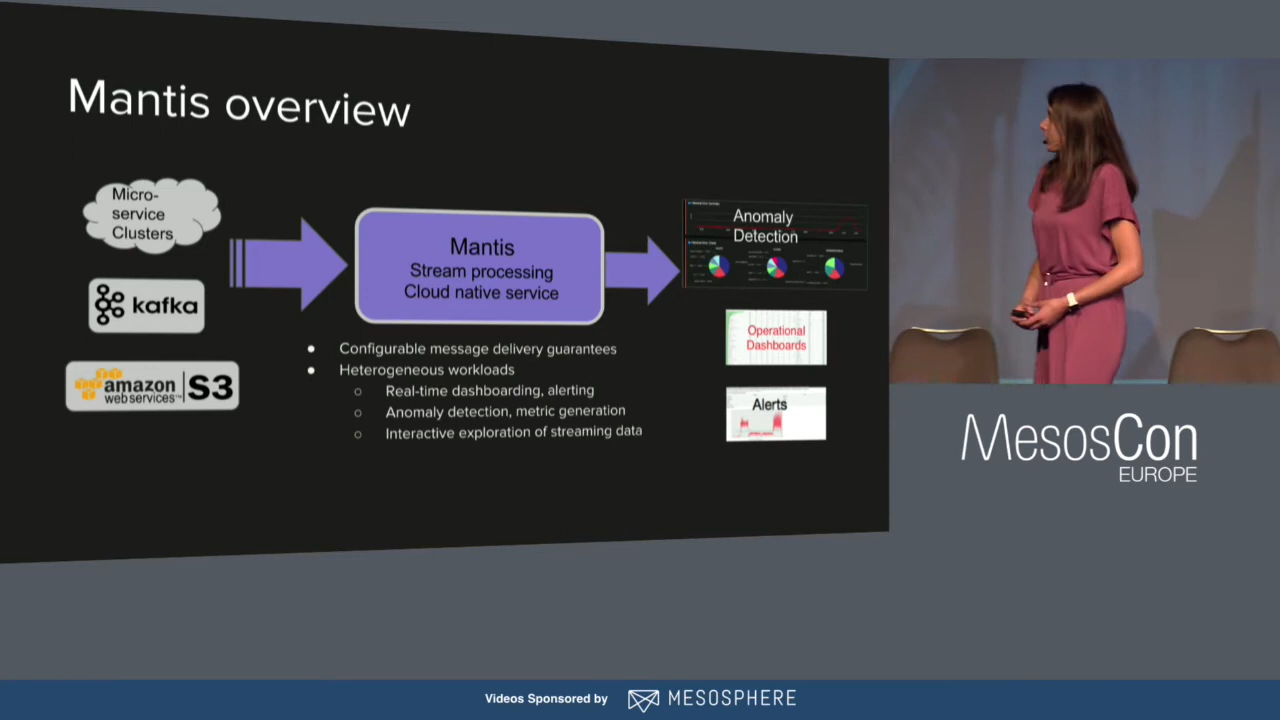 Mantis overview
Micro-
service
Clusters
kafka
amazon
webservices™
S3
Mantis
Stream processing
Cloud native service
Anomaly
Detection
Operational
Dashboards
Alerts
● Configurable message delivery guarantees
● Heterogeneous workloads
○ Real-time dashboarding, alerting
○ Anomaly detection, metric generation
○ Interactive exploration of streaming data
MesosCon
EUROPE
Videos Sponsored by
MESOSPHERE